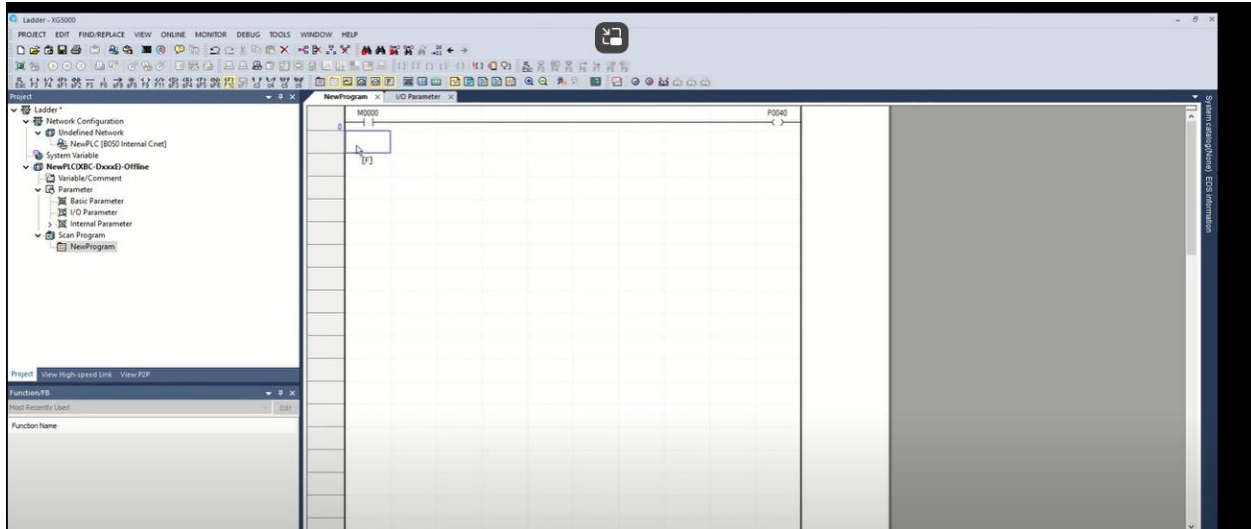 Ladder - XG5000
PROJECT EDIT FIND/REPLACE VIEW ONLINE MONITOR DEBUG TOOLS WINDOW HELP
Project
Ladder *
Network Configuration
Undefined Network
NewPLC [B0S0 Internal Cnet]
System Variable
NewPLC(XBC-DxxxE)-Offline
Variable/Comment
Parameter
Basic Parameter
I/O Parameter
Internal Parameter
Scan Program
NewProgram
Project View High-speed Link View P2P
Function/FB
Most Recently Used Edit
Function Name
NewProgram I/O Parameter
M0000 P0040
0
[F]
System catalog(None) EDS information